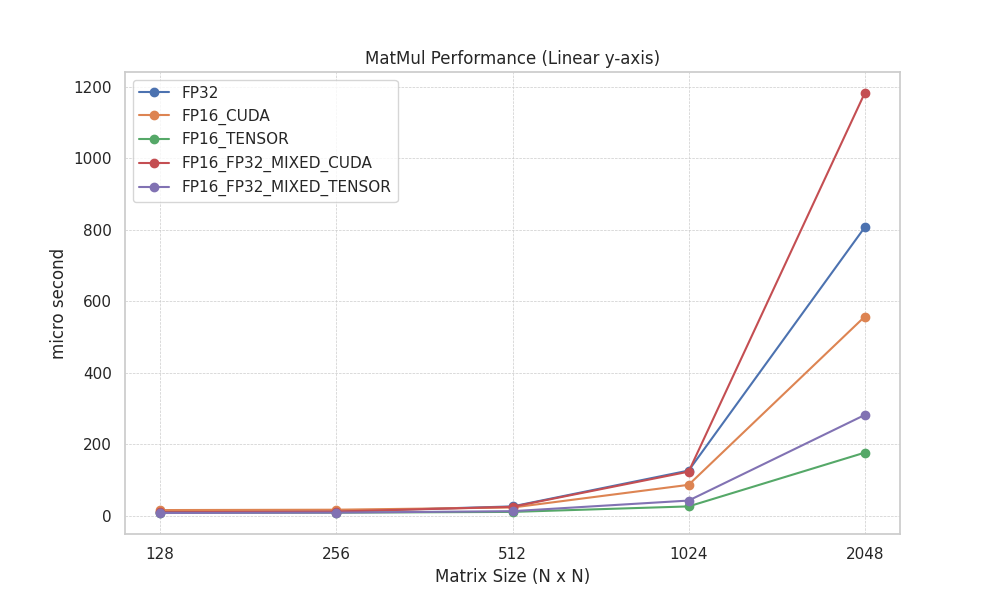 MatMul Performance (Linear y-axis)
FP32
FP16_CUDA
FP16_TENSOR
FP16_FP32_MIXED_CUDA
FP16_FP32_MIXED_TENSOR
1200
1000
800
600
400
200
0
micro second
128 256 512 1024 2048
Matrix Size (N x N)